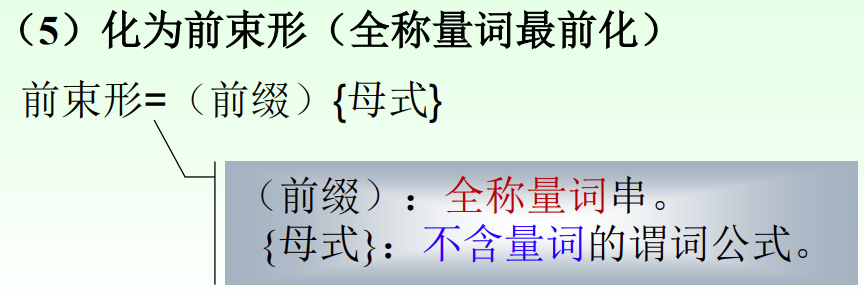 （5）化为前束形（全称量词最前化）
前束形=（前缀）{母式}
（前缀）：全称量词串。
{母式}：不含量词的谓词公式。